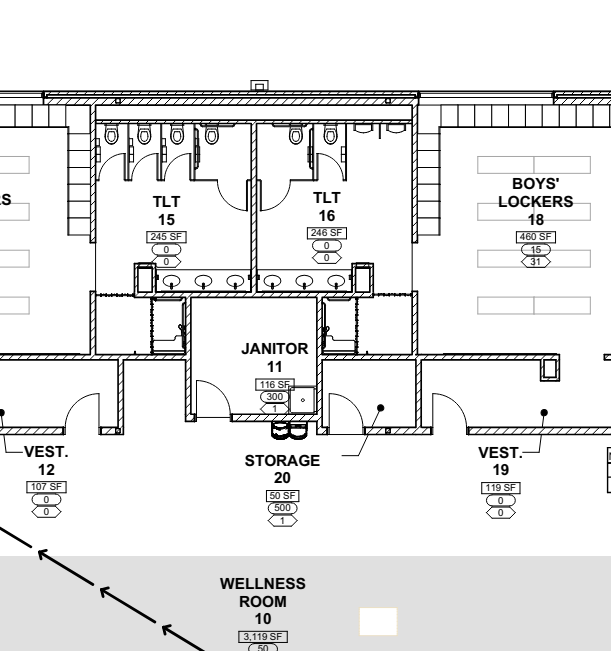 TLT
15
245 SF
0
0
TLT
16
246 SF
0
0
BOYS'
LOCKERS
18
460 SF
15
31
JANITOR
11
116 SF
300
1
VEST.
12
107 SF
0
0
STORAGE
20
50 SF
500
1
VEST.
19
119 SF
0
0
WELLNESS
ROOM
10
3,119 SF
50